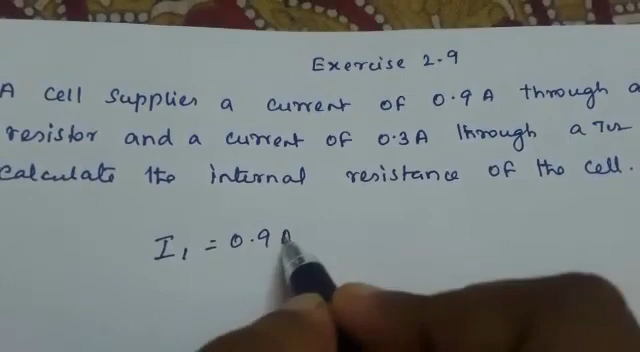 Exercise 2.9
A cell supplies a current of 0.9 A through a
resistor and a current of 0.3A through a 7Ω
calculate the internal resistance of the cell.
I₁ = 0.9 A